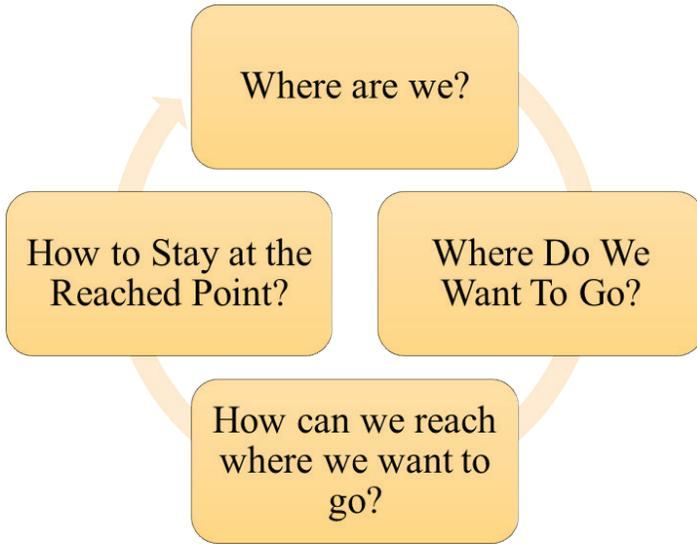 Where are we?
How to Stay at the
Reached Point?
Where Do We
Want To Go?
How can we reach
where we want to
go?